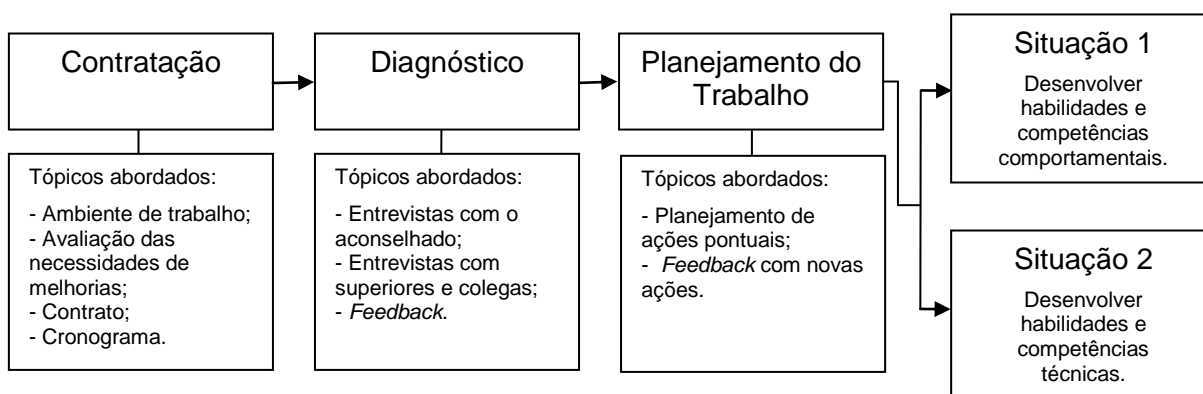 Contratação
Tópicos abordados:
- Ambiente de trabalho;
- Avaliação das
necessidades de
melhorias;
- Contrato;
- Cronograma.
Diagnóstico
Tópicos abordados:
- Entrevistas com o
aconselhado;
- Entrevistas com
superiores e colegas;
- Feedback.
Planejamento do
Trabalho
Tópicos abordados:
- Planejamento de
ações pontuais;
- Feedback com novas
ações.
Situação 1
Desenvolver
habilidades e
competências
comportamentais.
Situação 2
Desenvolver
habilidades e
competências
técnicas.